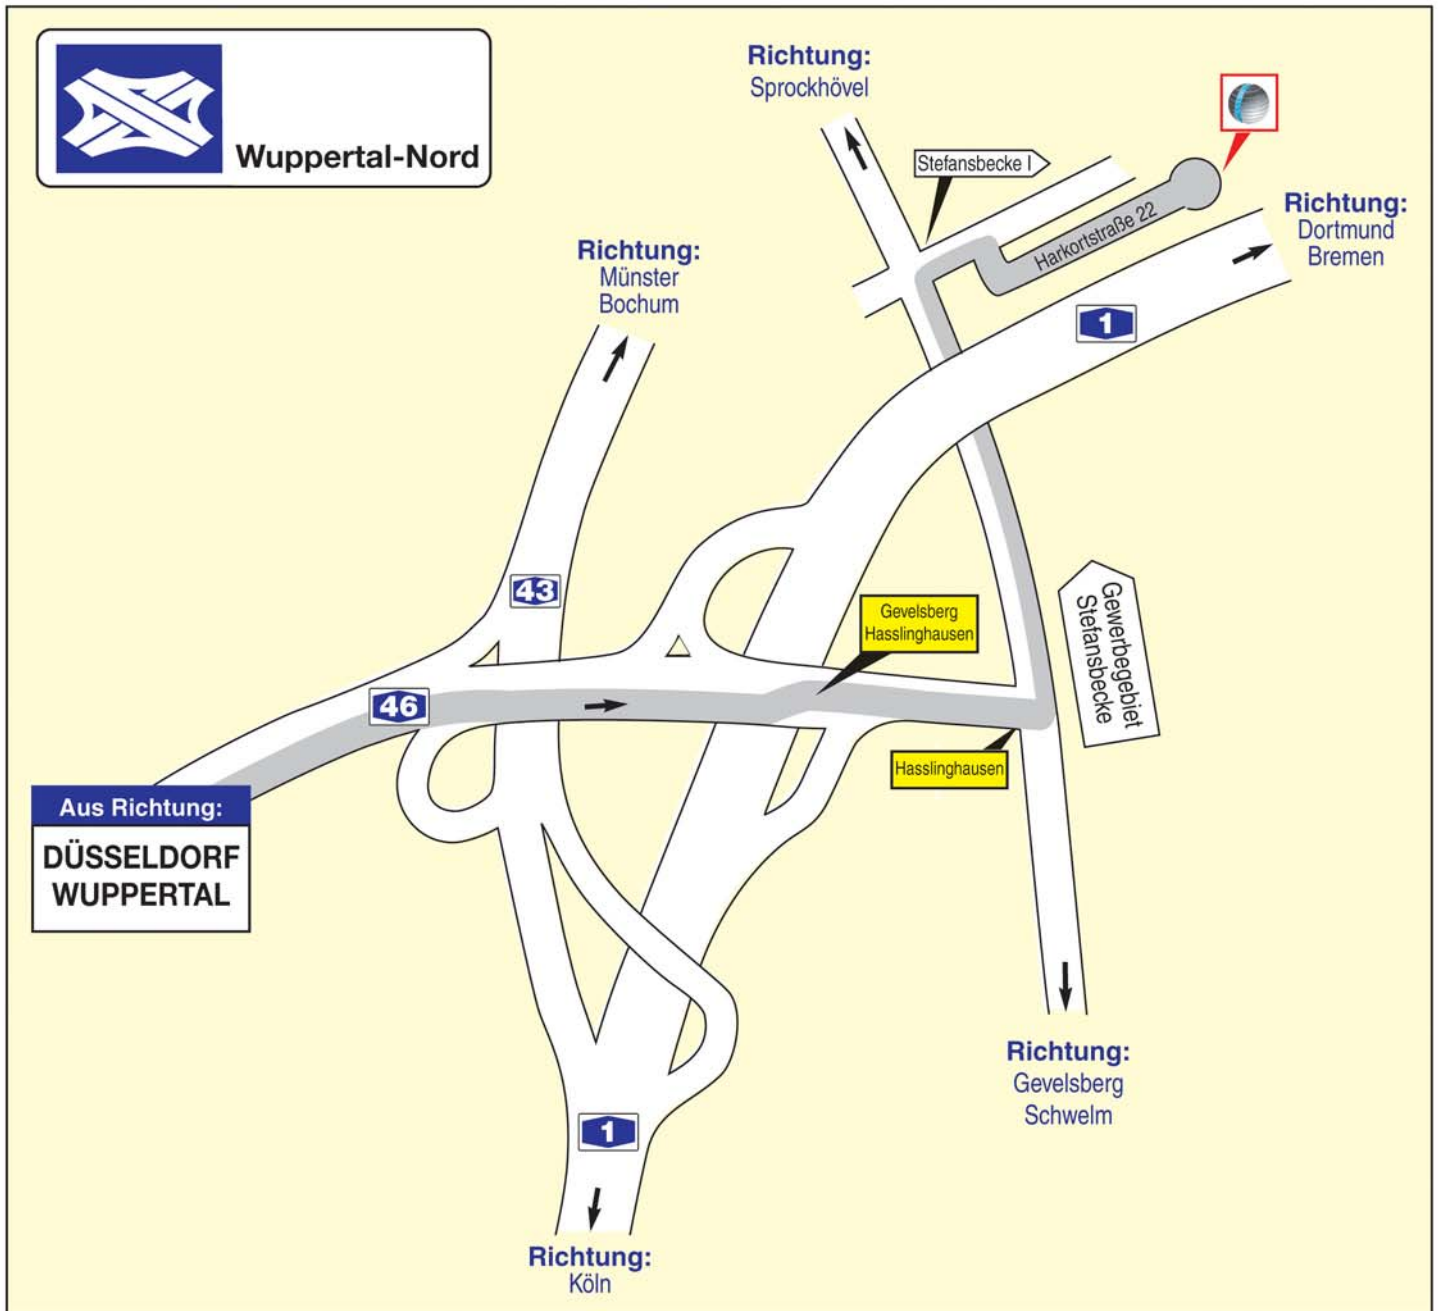 Wuppertal-Nord
Richtung:
Sprockhövel
Stefansbecke I
Harkortstraße 22
Richtung:
Dortmund
Bremen
Richtung:
Münster
Bochum
1
43
Gevelsberg
Hasslinghausen
Gewerbegebiet
Stefansbecke
46
Hasslinghausen
Aus Richtung:
DÜSSELDORF
WUPPERTAL
Richtung:
Gevelsberg
Schwelm
1
Richtung:
Köln